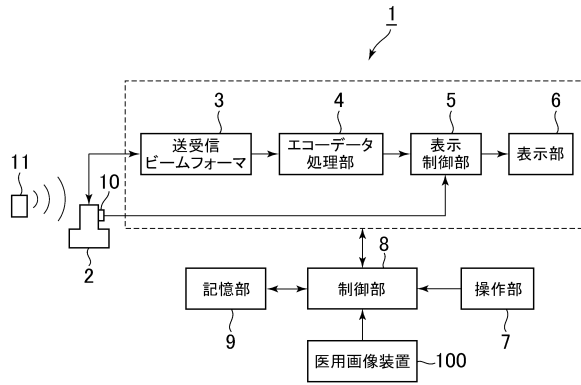 1
3
4
5
6
送受信
ビームフォーマ
エコーデータ
処理部
表示
制御部
表示部
11
10
2
8
記憶部
制御部
操作部
9
7
医用画像装置
100